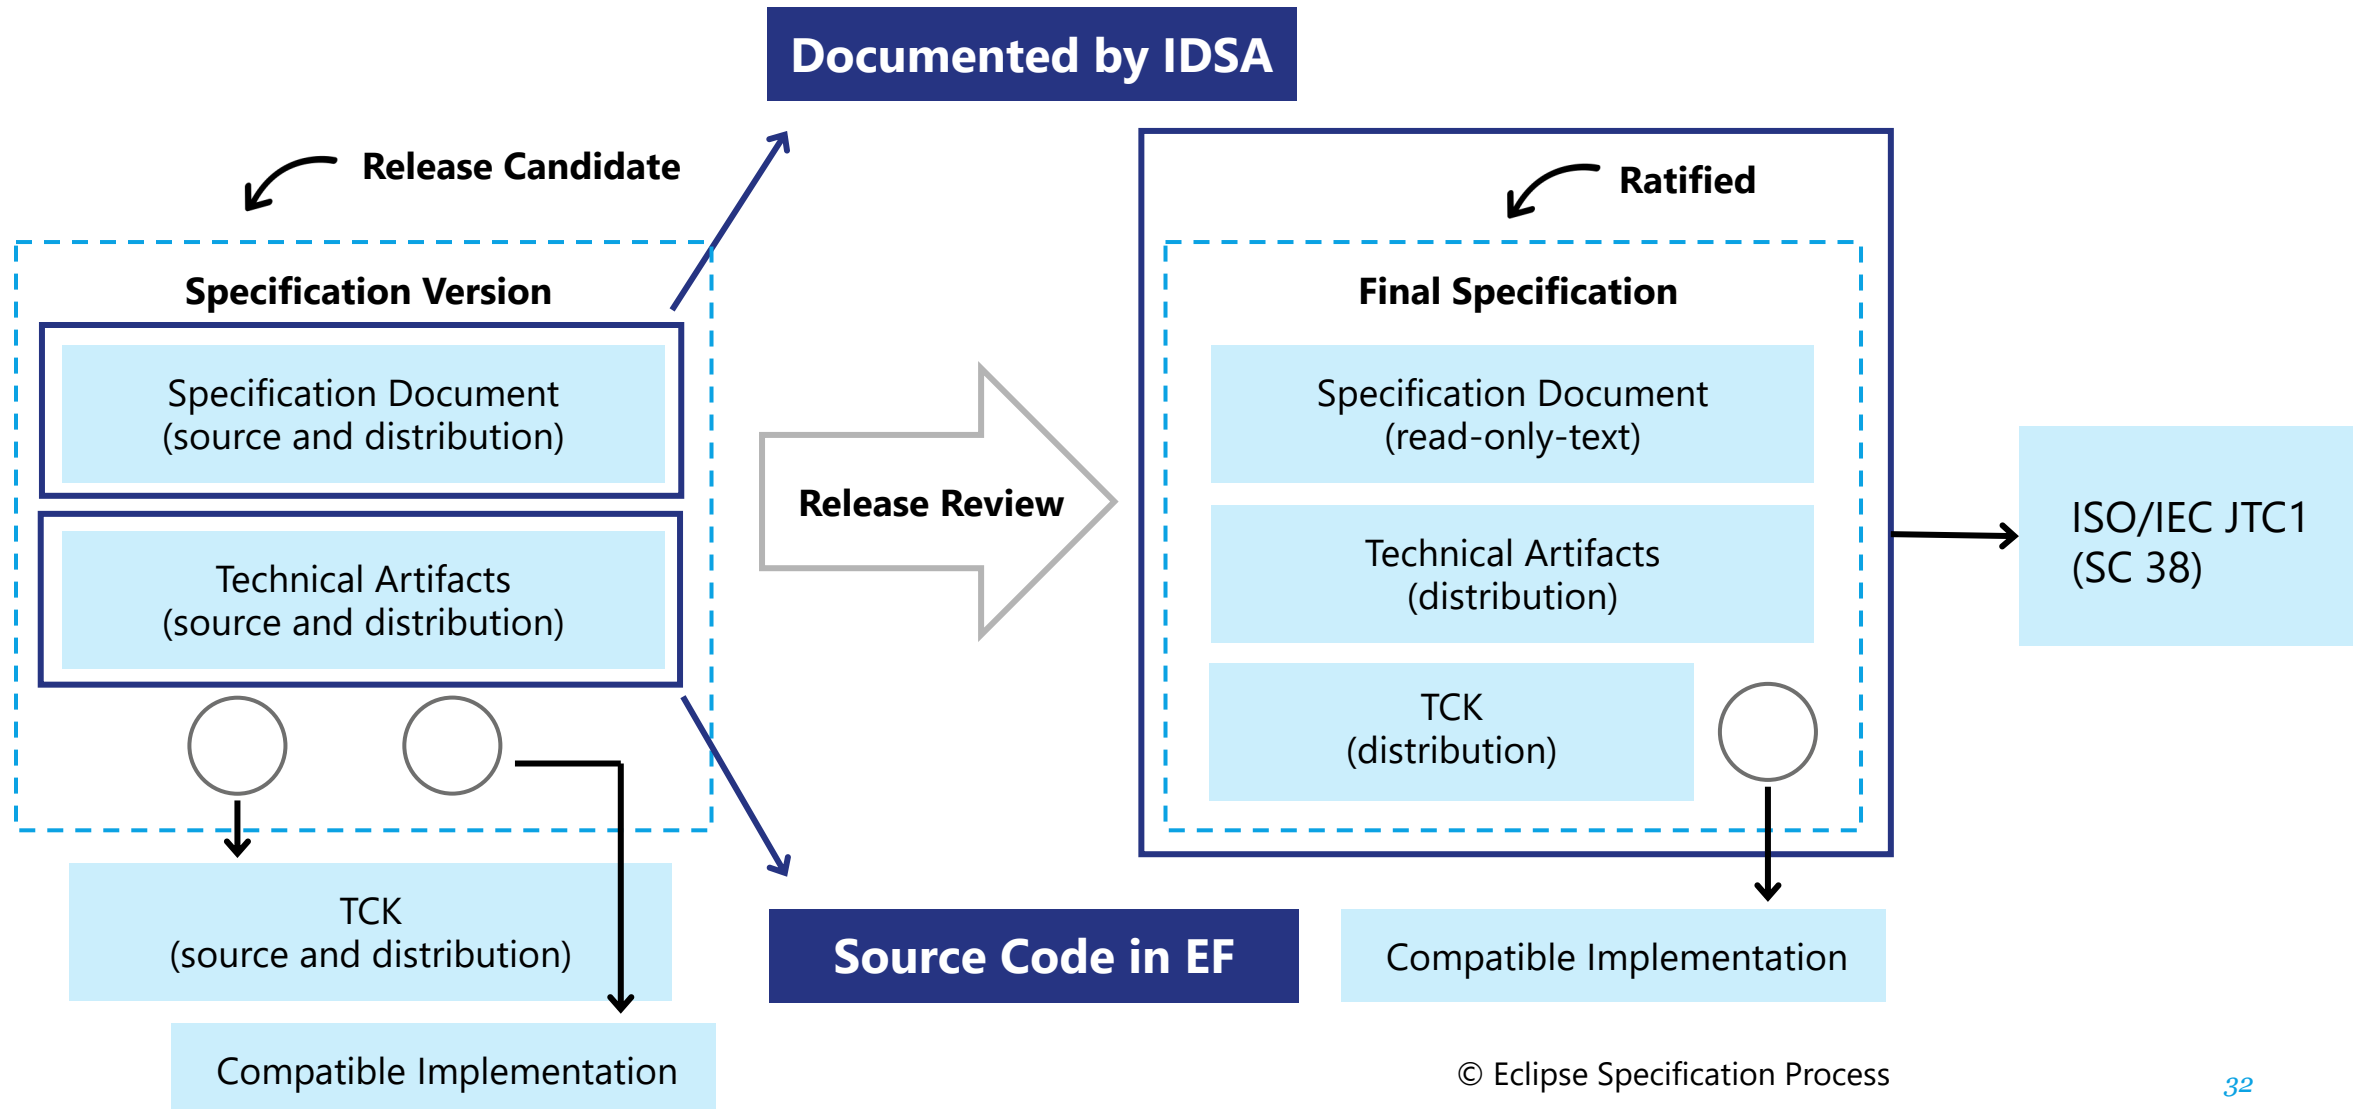 Documented by IDSA
Release Candidate
Specification Version
Specification Document
(source and distribution)
Technical Artifacts
(source and distribution)
TCK
(source and distribution)
Compatible Implementation
Release Review
Source Code in EF
Ratified
Final Specification
Specification Document
(read-only-text)
Technical Artifacts
(distribution)
TCK
(distribution)
Compatible Implementation
ISO/IEC JTC1
(SC 38)
© Eclipse Specification Process
32